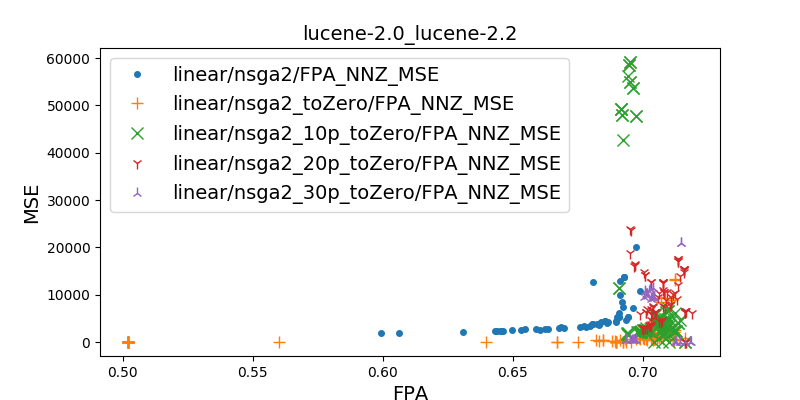 lucene-2.0_lucene-2.2
linear/nsga2/FPA_NNZ_MSE
linear/nsga2_toZero/FPA_NNZ_MSE
linear/nsga2_10p_toZero/FPA_NNZ_MSE
linear/nsga2_20p_toZero/FPA_NNZ_MSE
linear/nsga2_30p_toZero/FPA_NNZ_MSE
MSE
60000
50000
40000
30000
20000
10000
0
0.50 0.55 0.60 0.65 0.70
FPA